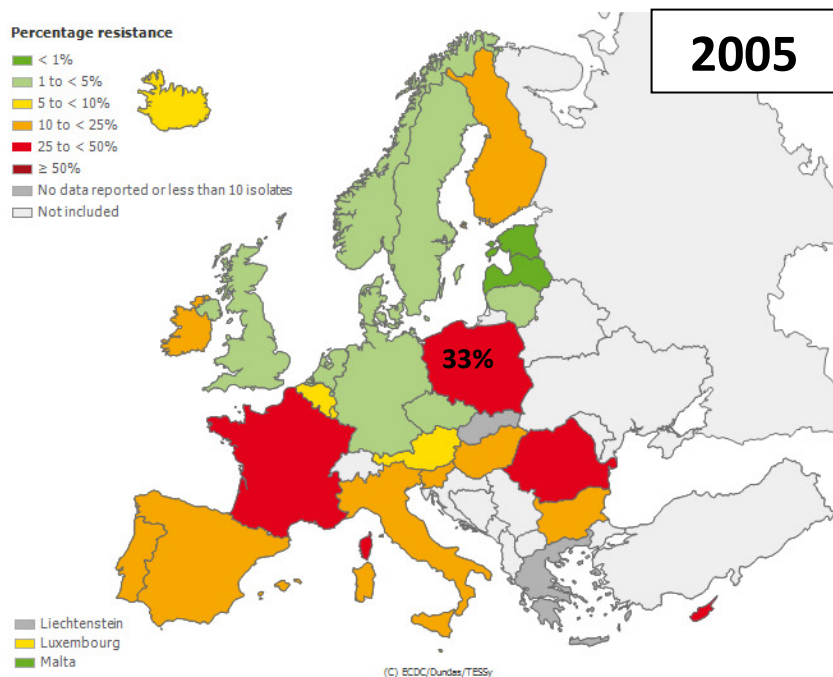 Percentage resistance
< 1%
1 to < 5%
5 to < 10%
10 to < 25%
25 to < 50%
≥ 50%
No data reported or less than 10 isolates
Not included
2005
33%
Liechtenstein
Luxembourg
Malta
(C) ECDC/Dundas/TESSy